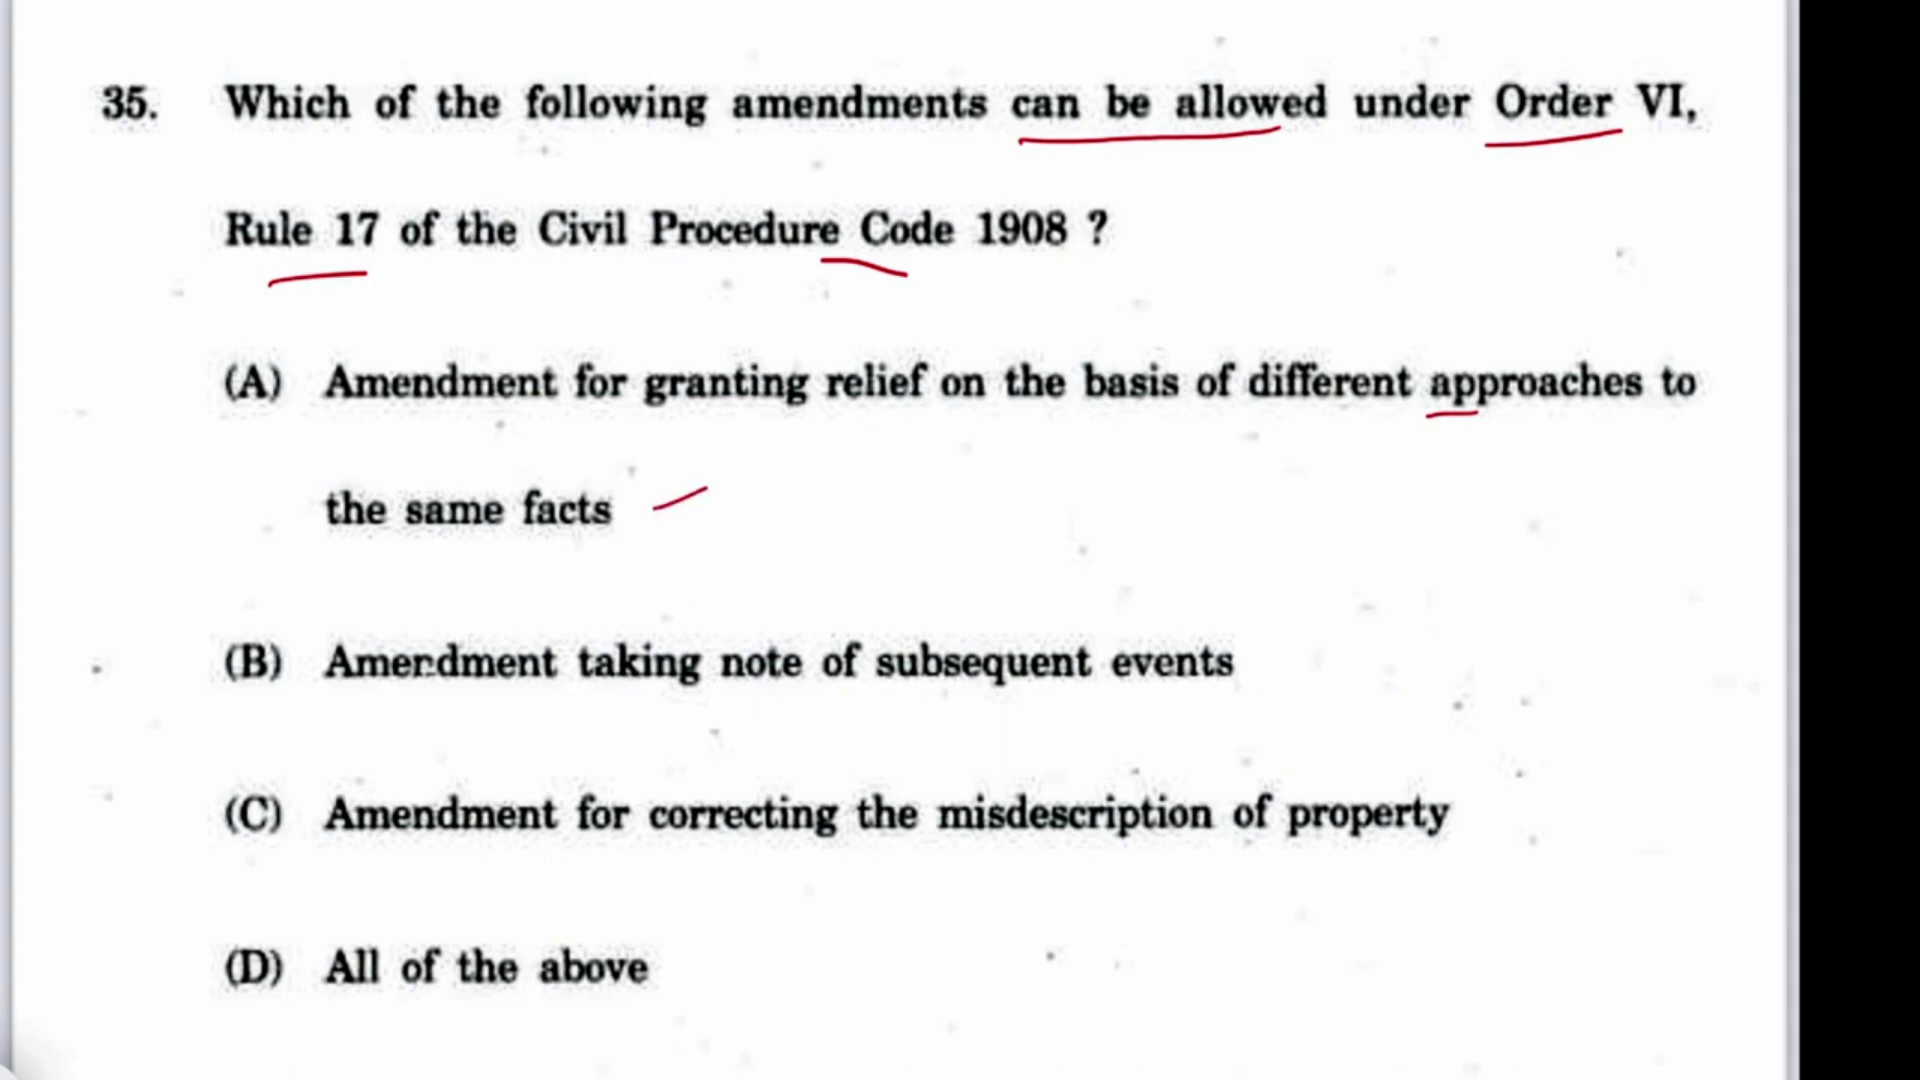 35. Which of the following amendments can be allowed under Order VI,
Rule 17 of the Civil Procedure Code 1908 ?
(A) Amendment for granting relief on the basis of different approaches to
the same facts
(B) Amendment taking note of subsequent events
(C) Amendment for correcting the misdescription of property
(D) All of the above